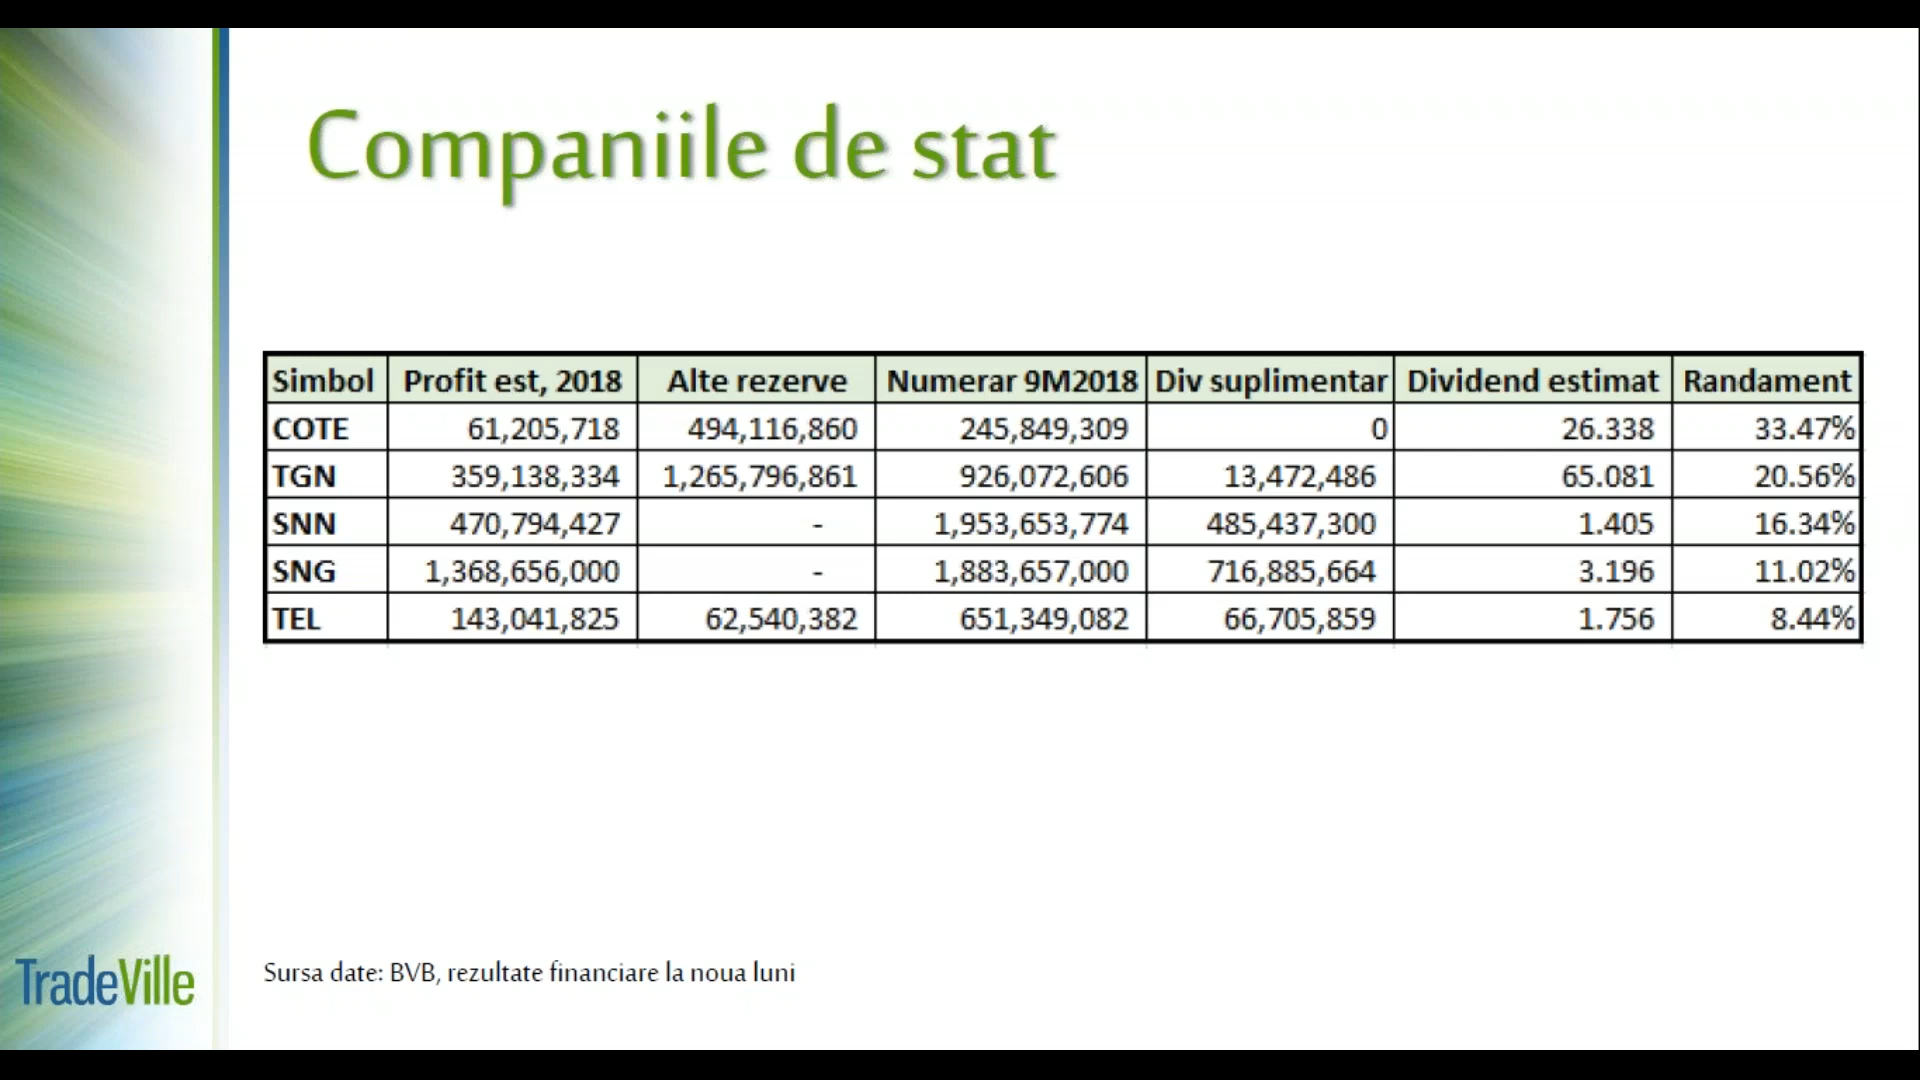 Companiile de stat
Simbol Profit est, 2018 Alte rezerve Numerar 9M2018 Div suplimentar Dividend estimat Randament
COTE 61,205,718 494,116,860 245,849,309 0 26.338 33.47%
TGN 359,138,334 1,265,796,861 926,072,606 13,472,486 65.081 20.56%
SNN 470,794,427 - 1,953,653,774 485,437,300 1.405 16.34%
SNG 1,368,656,000 - 1,883,657,000 716,885,664 3.196 11.02%
TEL 143,041,825 62,540,382 651,349,082 66,705,859 1.756 8.44%
TradeVille
Sursa date: BVB, rezultate financiare la noua luni